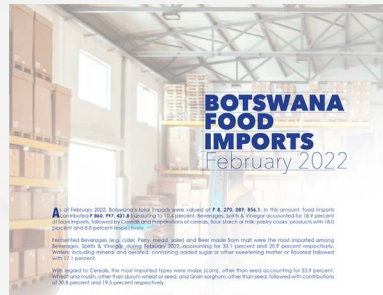 BOTSWANA
FOOD
IMPORTS
February 2022
As of February 2022, Botswana's total imports were valued at P 8, 270, 089, 856.1. In this amount, food imports
contributed P 860, 997, 431.8 translating to 10.4 percent. Beverages, Spirits & Vinegar accounted for 18.9 percent
of food imports, followed by Cereals and Preparations of cereals, flour, starch or milk; pastry cooks' products with 18.0
percent and 8.8 percent respectively.
Fermented Beverages (e.g. cider, Perry, mead, sake) and Beer made from malt were the most imported among
Beverages, Spirits & Vinegar, during February 2022, accounting for 31.1 percent and 20.9 percent respectively.
Waters; including mineral and aerated, containing added sugar or other sweetening matter or flavored followed
with 17.1 percent.
With regard to Cereals, the most imported types were maize (corn), other than seed accounting for 33.9 percent.
Wheat and muslin, other than durum wheat or seed, and Grain sorghum, other than seed, followed with contributions
of 30.8 percent and 19.5 percent respectively.